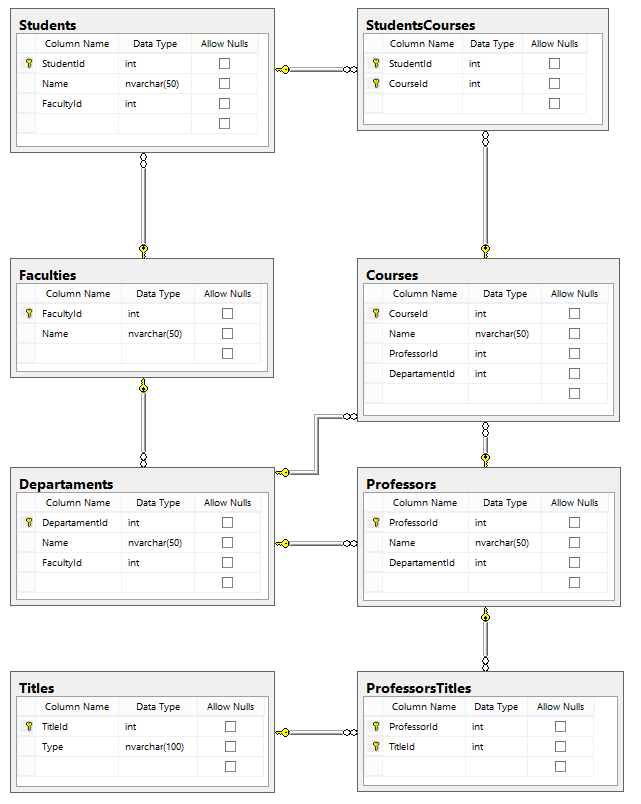 Students
Column Name Data Type Allow Nulls
StudentId int
Name nvarchar(50)
FacultyId int
StudentsCourses
Column Name Data Type Allow Nulls
StudentId int
CourseId int
Faculties
Column Name Data Type Allow Nulls
FacultyId int
Name nvarchar(50)
Courses
Column Name Data Type Allow Nulls
CourseId int
Name nvarchar(50)
ProfessorId int
DepartamentId int
Departaments
Column Name Data Type Allow Nulls
DepartamentId int
Name nvarchar(50)
FacultyId int
Professors
Column Name Data Type Allow Nulls
ProfessorId int
Name nvarchar(50)
DepartamentId int
Titles
Column Name Data Type Allow Nulls
TitleId int
Type nvarchar(100)
ProfessorsTitles
Column Name Data Type Allow Nulls
ProfessorId int
TitleId int